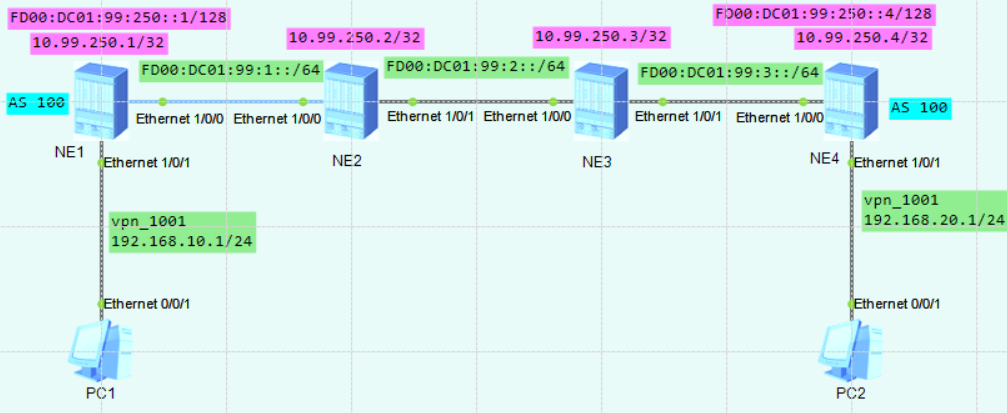 FD00:DC01:99:250::1/128
10.99.250.1/32
10.99.250.2/32
10.99.250.3/32
FD00:DC01:99:250::4/128
10.99.250.4/32
FD00:DC01:99:1::/64
FD00:DC01:99:2::/64
FD00:DC01:99:3::/64
AS 100
Ethernet 1/0/0
Ethernet 1/0/0
Ethernet 1/0/1
Ethernet 1/0/0
Ethernet 1/0/1
Ethernet 1/0/0
AS 100
NE1
NE2
NE3
NE4
Ethernet 1/0/1
Ethernet 1/0/1
vpn_1001
192.168.10.1/24
vpn_1001
192.168.20.1/24
Ethernet 0/0/1
Ethernet 0/0/1
PC1
PC2